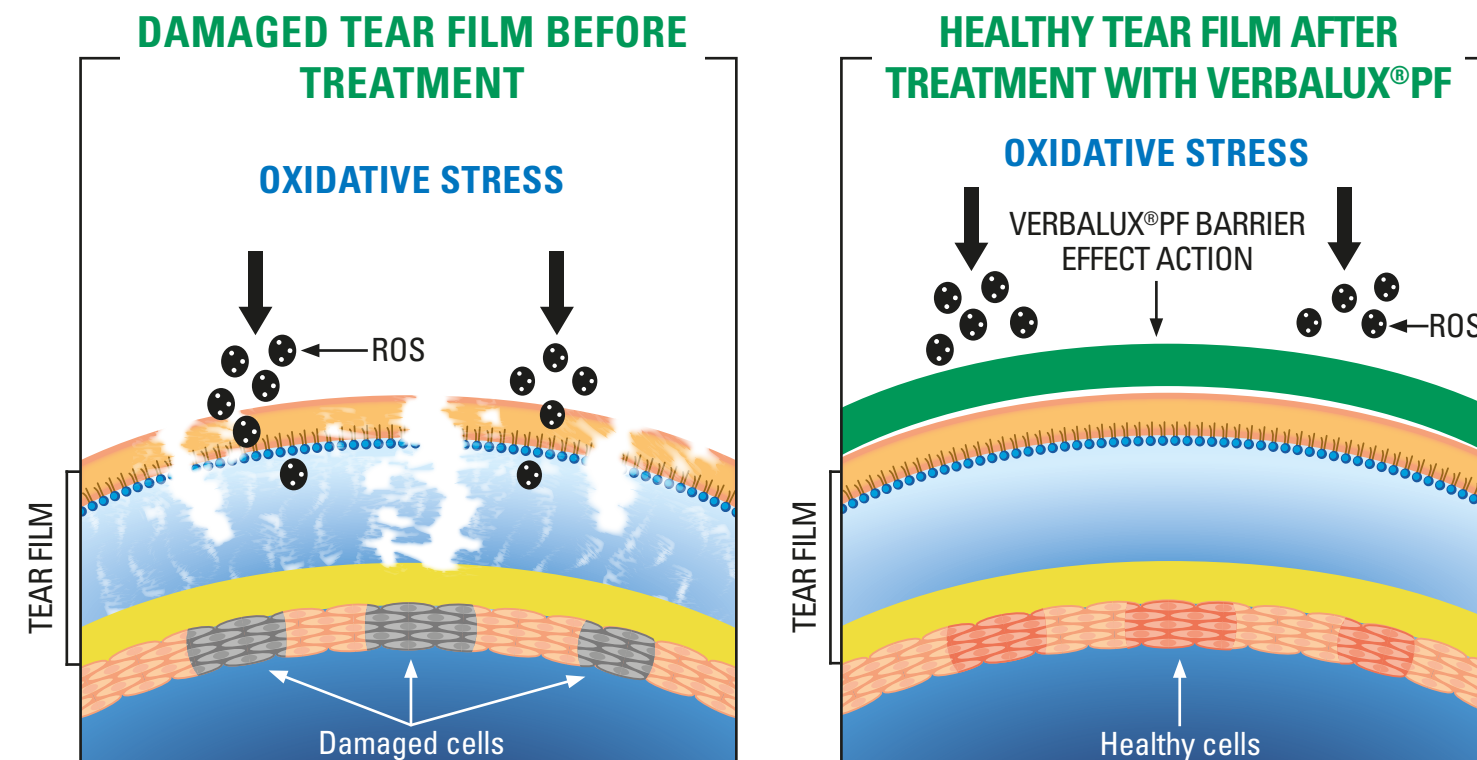 DAMAGED TEAR FILM BEFORE
TREATMENT
OXIDATIVE STRESS
ROS
TEAR FILM
Damaged cells
HEALTHY TEAR FILM AFTER
TREATMENT WITH VERBALUX®PF
OXIDATIVE STRESS
VERBALUX®PF BARRIER
EFFECT ACTION
ROS
TEAR FILM
Healthy cells